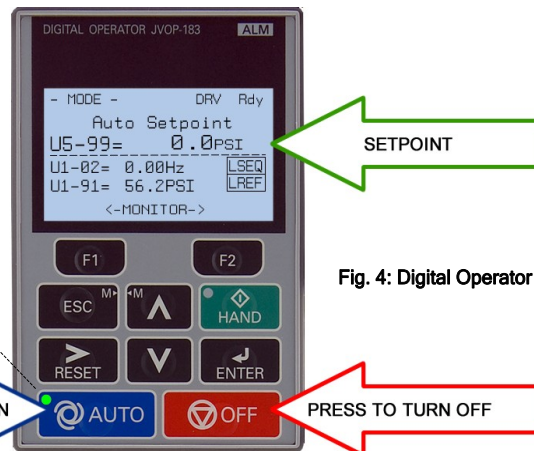 DIGITAL OPERATOR JVOP-183 ALM
- MODE - DRV Rdy
Auto Setpoint
U5-99= 0.0PSI
U1-02= 0.00Hz LSEQ
U1-91= 56.2PSI LREF
<-MONITOR->
SETPOINT
F1 F2
Fig. 4: Digital Operator
ESC M M HAND
RESET ENTER
N AUTO OFF PRESS TO TURN OFF